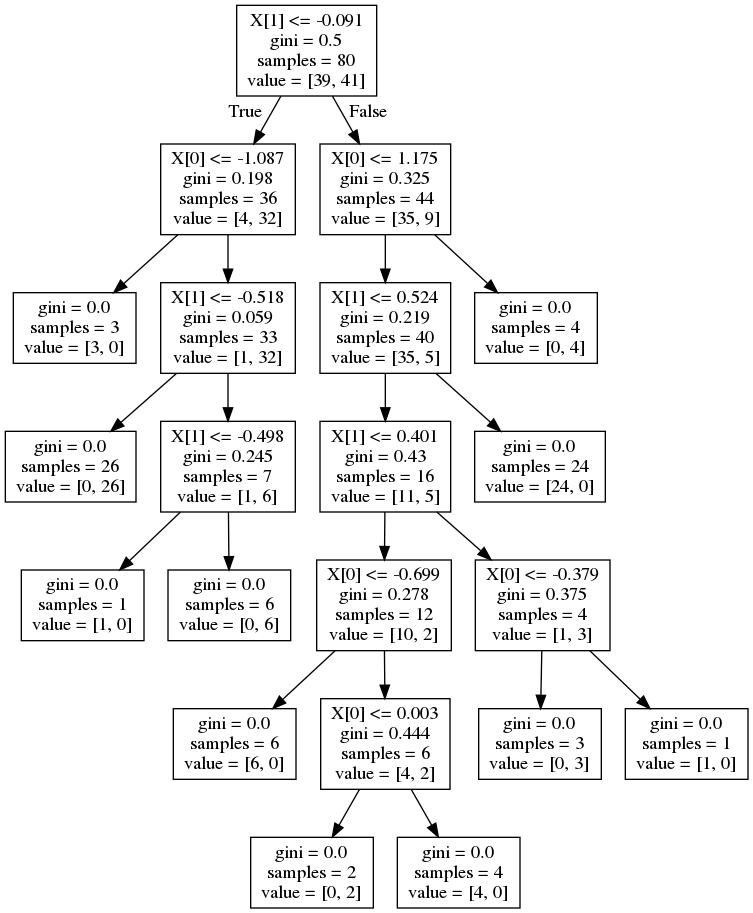 X[1] <= -0.091
gini = 0.5
samples = 80
value = [39, 41]
True
False
X[0] <= -1.087
gini = 0.198
samples = 36
value = [4, 32]
X[0] <= 1.175
gini = 0.325
samples = 44
value = [35, 9]
gini = 0.0
samples = 3
value = [3, 0]
X[1] <= -0.518
gini = 0.059
samples = 33
value = [1, 32]
X[1] <= 0.524
gini = 0.219
samples = 40
value = [35, 5]
gini = 0.0
samples = 4
value = [0, 4]
gini = 0.0
samples = 26
value = [0, 26]
X[1] <= -0.498
gini = 0.245
samples = 7
value = [1, 6]
X[1] <= 0.401
gini = 0.43
samples = 16
value = [11, 5]
gini = 0.0
samples = 24
value = [24, 0]
gini = 0.0
samples = 1
value = [1, 0]
gini = 0.0
samples = 6
value = [0, 6]
X[0] <= -0.699
gini = 0.278
samples = 12
value = [10, 2]
X[0] <= -0.379
gini = 0.375
samples = 4
value = [1, 3]
gini = 0.0
samples = 6
value = [6, 0]
X[0] <= 0.003
gini = 0.444
samples = 6
value = [4, 2]
gini = 0.0
samples = 3
value = [0, 3]
gini = 0.0
samples = 1
value = [1, 0]
gini = 0.0
samples = 2
value = [0, 2]
gini = 0.0
samples = 4
value = [4, 0]